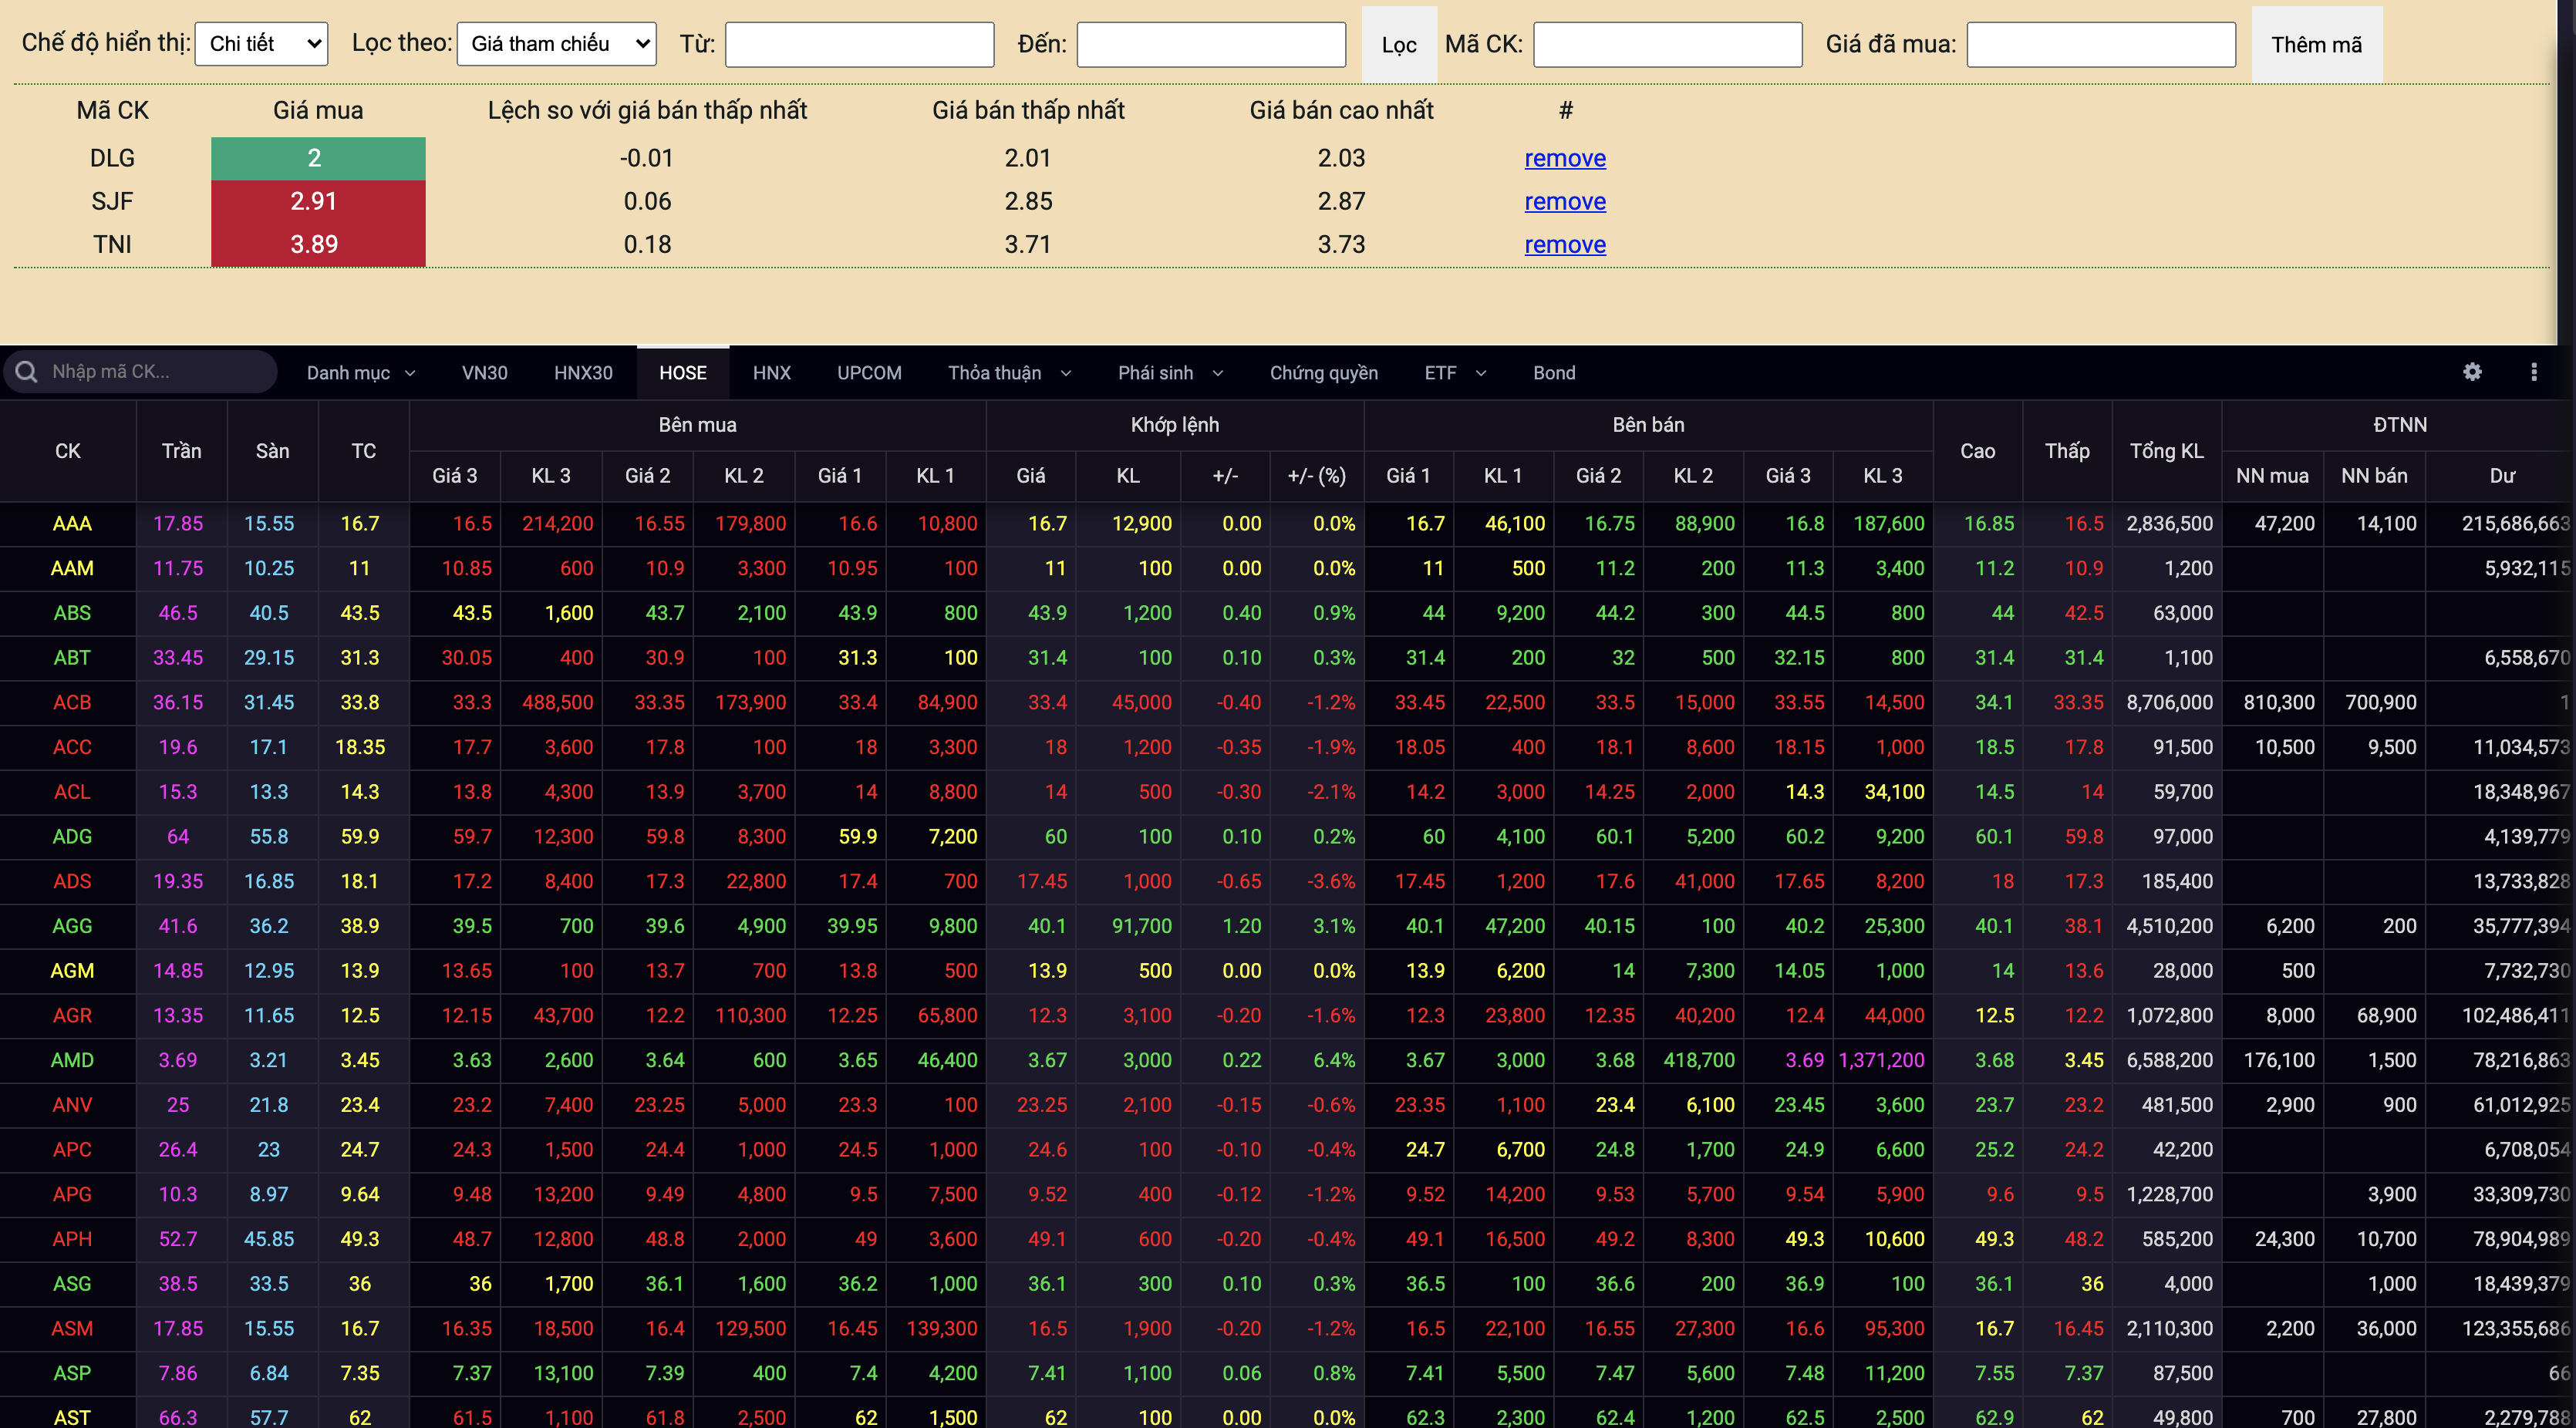 Chế độ hiển thị: Chi tiết Lọc theo: Giá tham chiếu Từ: Đến: Lọc Mã CK: Giá đã mua: Thêm mã
Mã CK Giá mua Lệch so với giá bán thấp nhất Giá bán thấp nhất Giá bán cao nhất #
DLG 2 -0.01 2.01 2.03 remove
SJF 2.91 0.06 2.85 2.87 remove
TNI 3.89 0.18 3.71 3.73 remove
Nhập mã CK... Danh mục VN30 HNX30 HOSE HNX UPCOM Thỏa thuận Phái sinh Chứng quyền ETF Bond
CK Trần Sàn TC Bên mua Khớp lệnh Bên bán Cao Thấp Tổng KL ĐTNN
Giá 3 KL 3 Giá 2 KL 2 Giá 1 KL 1 Giá KL +/- +/- (%) Giá 1 KL 1 Giá 2 KL 2 Giá 3 KL 3 NN mua NN bán Dư
AAA 17.85 15.55 16.7 16.5 214,200 16.55 179,800 16.6 10,800 16.7 12,900 0.00 0.0% 16.7 46,100 16.75 88,900 16.8 187,600 16.85 16.5 2,836,500 47,200 14,100 215,686,663
AAM 11.75 10.25 11 10.85 600 10.9 3,300 10.95 100 11 100 0.00 0.0% 11 500 11.2 200 11.3 3,400 11.2 10.9 1,200 5,932,115
ABS 46.5 40.5 43.5 43.5 1,600 43.7 2,100 43.9 800 43.9 1,200 0.40 0.9% 44 9,200 44.2 300 44.5 800 44 42.5 63,000
ABT 33.45 29.15 31.3 30.05 400 30.9 100 31.3 100 31.4 100 0.10 0.3% 31.4 200 32 500 32.15 800 31.4 31.4 1,100 6,558,670
ACB 36.15 31.45 33.8 33.3 488,500 33.35 173,900 33.4 84,900 33.4 45,000 -0.40 -1.2% 33.45 22,500 33.5 15,000 33.55 14,500 34.1 33.35 8,706,000 810,300 700,900 1
ACC 19.6 17.1 18.35 17.7 3,600 17.8 100 18 3,300 18 1,200 -0.35 -1.9% 18.05 400 18.1 8,600 18.15 1,000 18.5 17.8 91,500 10,500 9,500 11,034,573
ACL 15.3 13.3 14.3 13.8 4,300 13.9 3,700 14 8,800 14 500 -0.30 -2.1% 14.2 3,000 14.25 2,000 14.3 34,100 14.5 14 59,700 18,348,967
ADG 64 55.8 59.9 59.7 12,300 59.8 8,300 59.9 7,200 60 100 0.10 0.2% 60 4,100 60.1 5,200 60.2 9,200 60.1 59.8 97,000 4,139,779
ADS 19.35 16.85 18.1 17.2 8,400 17.3 22,800 17.4 700 17.45 1,000 -0.65 -3.6% 17.45 1,200 17.6 41,000 17.65 8,200 18 17.3 185,400 13,733,828
AGG 41.6 36.2 38.9 39.5 700 39.6 4,900 39.95 9,800 40.1 91,700 1.20 3.1% 40.1 47,200 40.15 100 40.2 25,300 40.1 38.1 4,510,200 6,200 200 35,777,394
AGM 14.85 12.95 13.9 13.65 100 13.7 700 13.8 500 13.9 500 0.00 0.0% 13.9 6,200 14 7,300 14.05 1,000 14 13.6 28,000 500 7,732,730
AGR 13.35 11.65 12.5 12.15 43,700 12.2 110,300 12.25 65,800 12.3 3,100 -0.20 -1.6% 12.3 23,800 12.35 40,200 12.4 44,000 12.5 12.2 1,072,800 8,000 68,900 102,486,411
AMD 3.69 3.21 3.45 3.63 2,600 3.64 600 3.65 46,400 3.67 3,000 0.22 6.4% 3.67 3,000 3.68 418,700 3.69 1,371,200 3.68 3.45 6,588,200 176,100 1,500 78,216,863
ANV 25 21.8 23.4 23.2 7,400 23.25 5,000 23.3 100 23.25 2,100 -0.15 -0.6% 23.35 1,100 23.4 6,100 23.45 3,600 23.7 23.2 481,500 2,900 900 61,012,925
APC 26.4 23 24.7 24.3 1,500 24.4 1,000 24.5 1,000 24.6 100 -0.10 -0.4% 24.7 6,700 24.8 1,700 24.9 6,600 25.2 24.2 42,200 6,708,054
APG 10.3 8.97 9.64 9.48 13,200 9.49 4,800 9.5 7,500 9.52 400 -0.12 -1.2% 9.52 14,200 9.53 5,700 9.54 5,900 9.6 9.5 1,228,700 3,900 33,309,730
APH 52.7 45.85 49.3 48.7 12,800 48.8 2,000 49 3,600 49.1 600 -0.20 -0.4% 49.1 16,500 49.2 8,300 49.3 10,600 49.3 48.2 585,200 24,300 10,700 78,904,989
ASG 38.5 33.5 36 36 1,700 36.1 1,600 36.2 1,000 36.1 300 0.10 0.3% 36.5 100 36.6 200 36.9 100 36.1 36 4,000 1,000 18,439,379
ASM 17.85 15.55 16.7 16.35 18,500 16.4 129,500 16.45 139,300 16.5 1,900 -0.20 -1.2% 16.5 22,100 16.55 27,300 16.6 95,300 16.7 16.45 2,110,300 2,200 36,000 123,355,686
ASP 7.86 6.84 7.35 7.37 13,100 7.39 400 7.4 4,200 7.41 1,100 0.06 0.8% 7.41 5,500 7.47 5,600 7.48 11,200 7.55 7.37 87,500 66
AST 66.3 57.7 62 61.5 1,100 61.8 2,500 62 1,500 62 100 0.00 0.0% 62.3 2,300 62.4 1,200 62.5 2,500 62.9 62 49,800 700 27,800 2,279,788